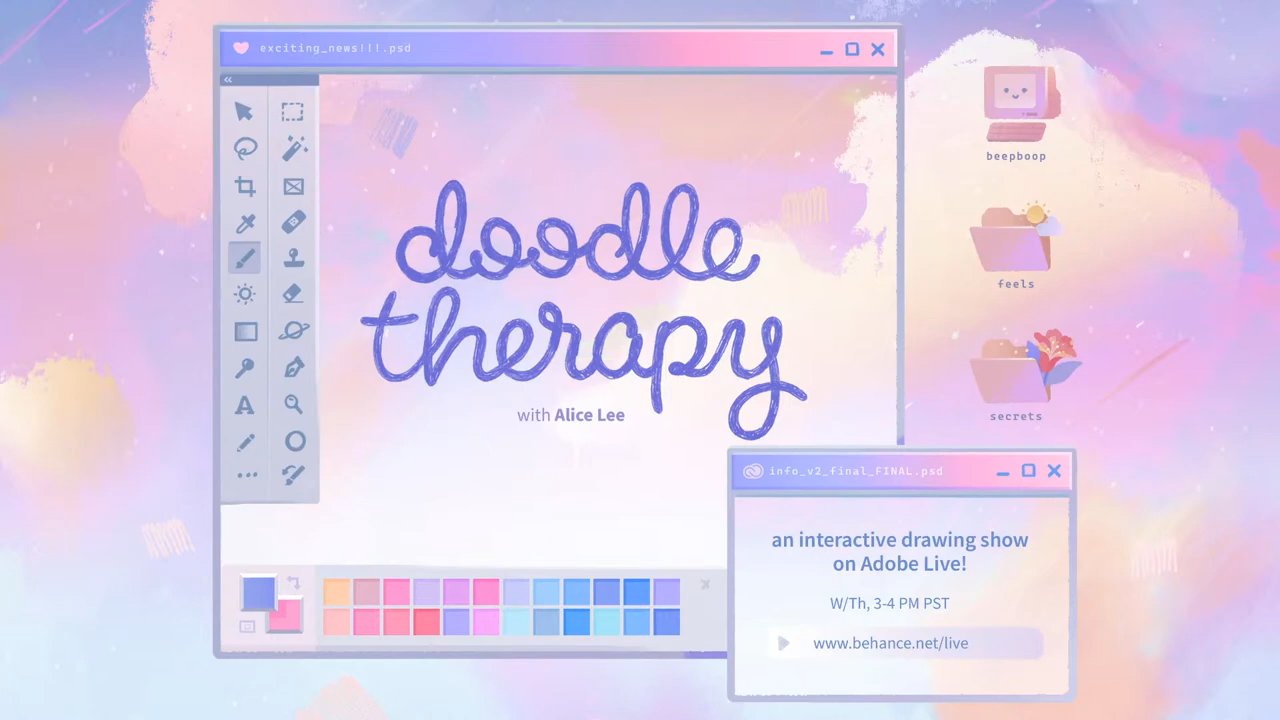 exciting_news!!!.psd
doodle
therapy
with Alice Lee
beepboop
feels
secrets
info_v2_final_FINAL.psd
an interactive drawing show
on Adobe Live!
W/Th, 3-4 PM PST
www.behance.net/live